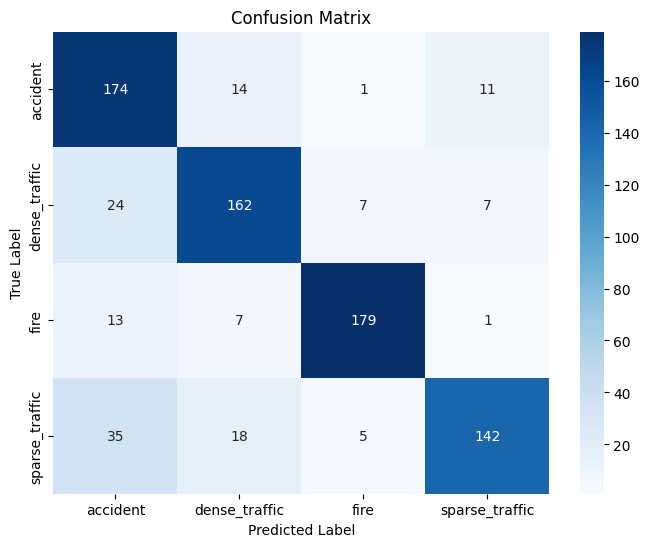 Confusion Matrix
accident
174 14 1 11
dense_traffic
24 162 7 7
fire
13 7 179 1
sparse_traffic
35 18 5 142
accident dense_traffic fire sparse_traffic
True Label
Predicted Label
160
140
120
100
80
60
40
20